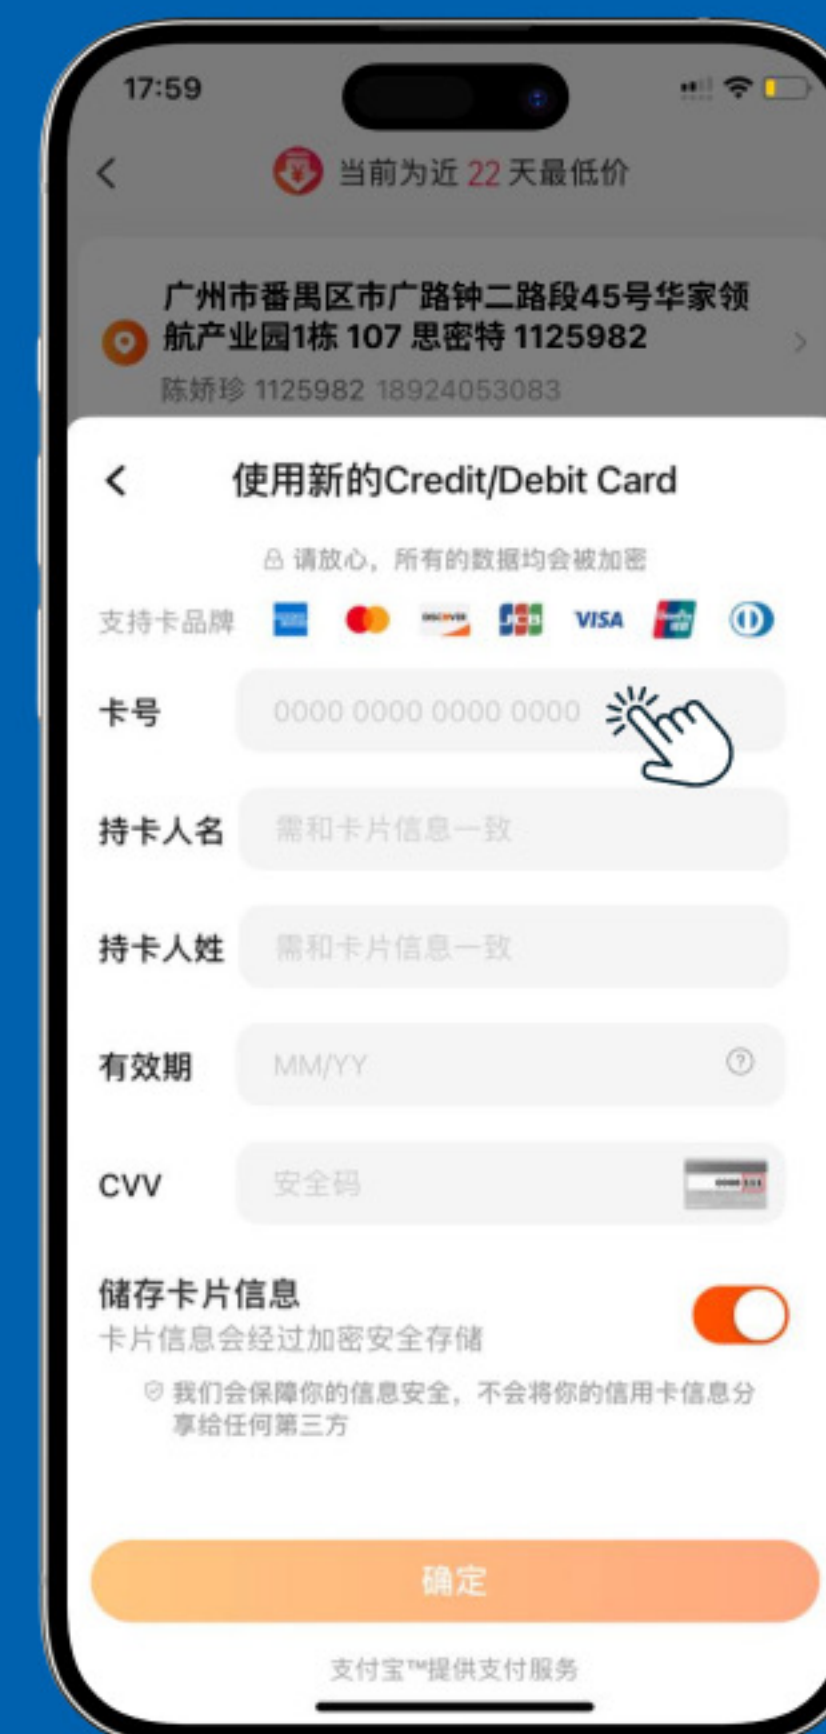 17:59
当前为近 22 天最低价
广州市番禺区市广路钟二路段45号华家领
航产业园1栋 107 思密特 1125982
陈娇珍 1125982 18924053083
使用新的Credit/Debit Card
请放心，所有的数据均会被加密
支持卡品牌 DISCOVER JCB VISA
卡号 0000 0000 0000 0000
持卡人名 需和卡片信息一致
持卡人姓 需和卡片信息一致
有效期 MM/YY
CVV 安全码
储存卡片信息
卡片信息会经过加密安全存储
我们会保障你的信息安全，不会将你的信用卡信息分
享给任何第三方
确定
支付宝™提供支付服务